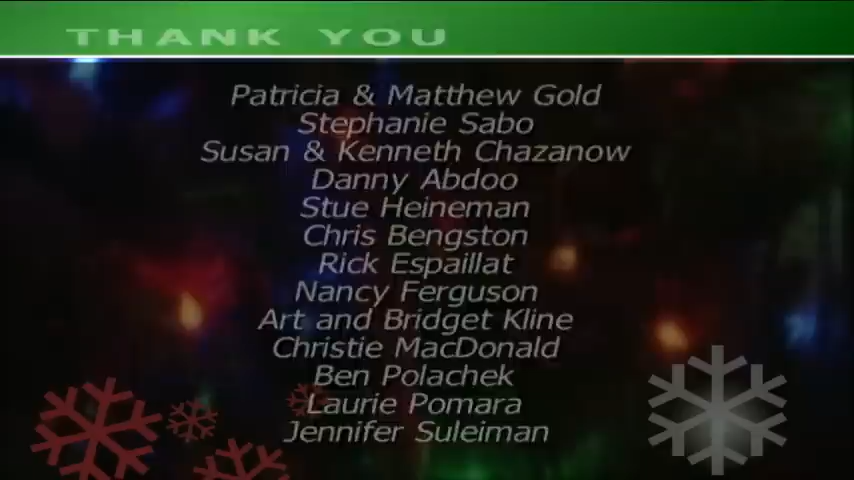 THANK YOU
Patricia & Matthew Gold
Stephanie Sabo
Susan & Kenneth Chazanow
Danny Abdoo
Stue Heineman
Chris Bengston
Rick Espaillat
Nancy Ferguson
Art and Bridget Kline
Christie MacDonald
Ben Polachek
Laurie Pomara
Jennifer Suleiman